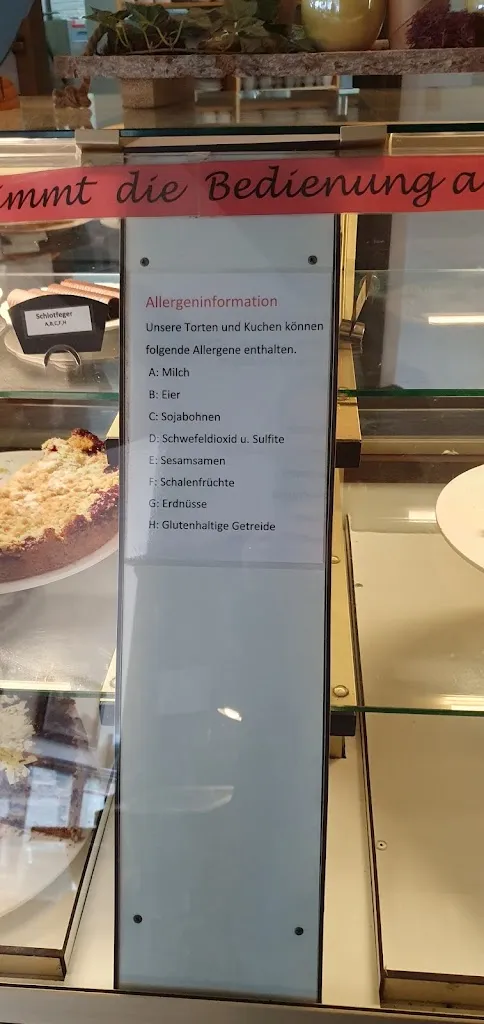 immt die Bedienung a
Allergeninformation
Unsere Torten und Kuchen können
folgende Allergene enthalten.
A: Milch
B: Eier
C: Sojabohnen
D: Schwefeldioxid u. Sulfite
E: Sesamsamen
F: Schalenfrüchte
G: Erdnüsse
H: Glutenhaltige Getreide
Schlotfeger
A,B,C,F,H